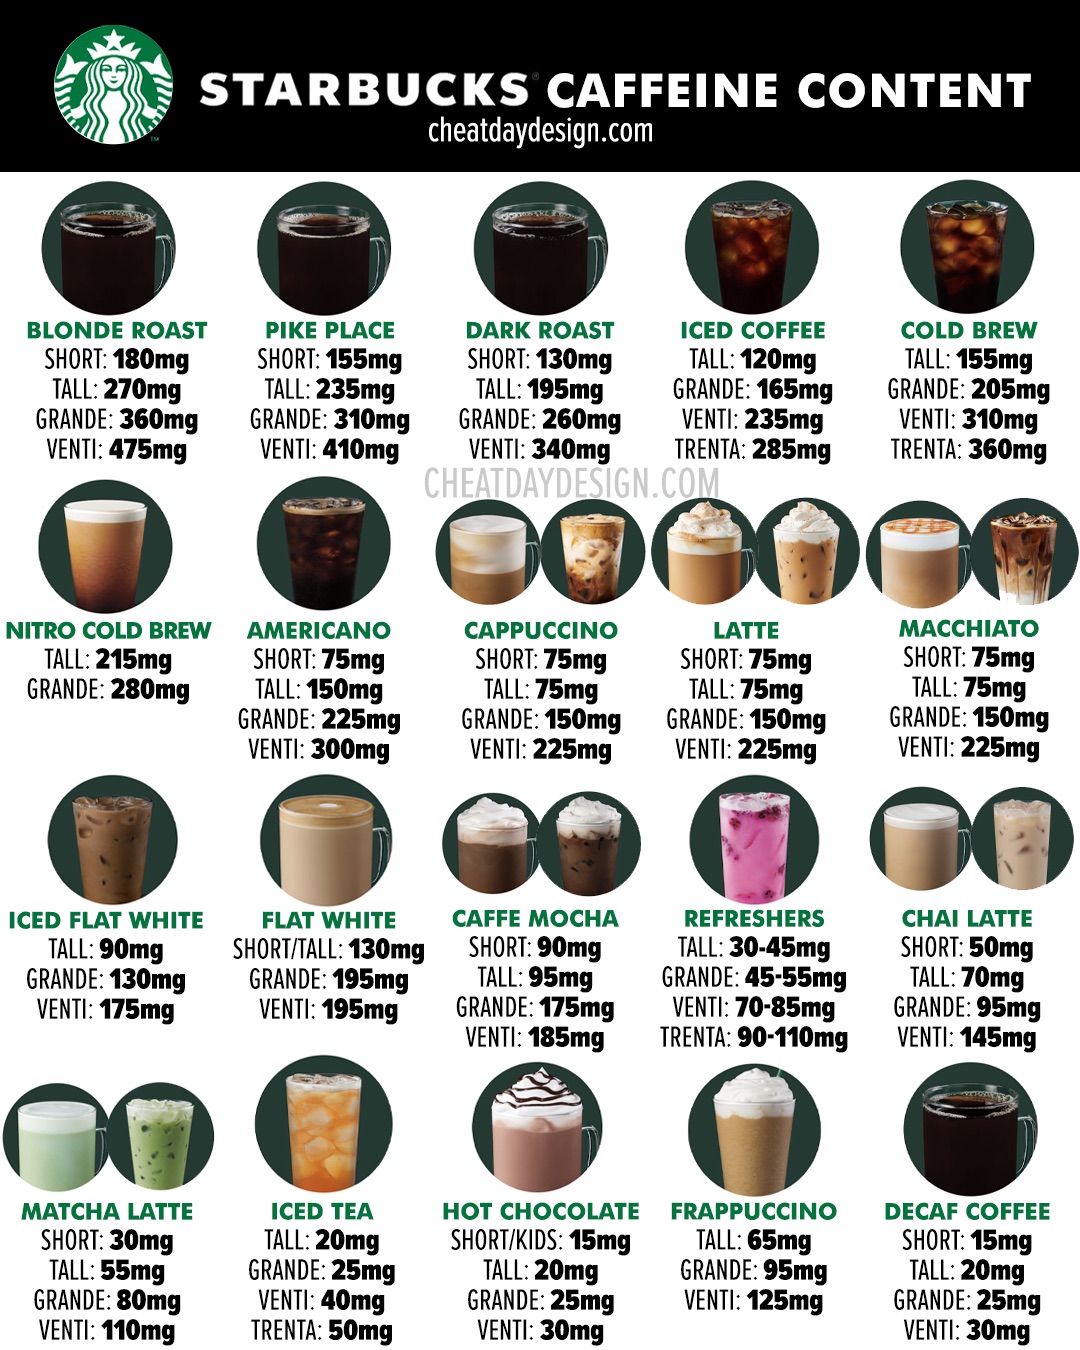 STARBUCKS® CAFFEINE CONTENT
cheatdaydesign.com
TM
BLONDE ROAST
SHORT: 180mg
TALL: 270mg
GRANDE: 360mg
VENTI: 475mg
PIKE PLACE
SHORT: 155mg
TALL: 235mg
GRANDE: 310mg
VENTI: 410mg
DARK ROAST
SHORT: 130mg
TALL: 195mg
GRANDE: 260mg
VENTI: 340mg
ICED COFFEE
TALL: 120mg
GRANDE: 165mg
VENTI: 235mg
TRENTA: 285mg
COLD BREW
TALL: 155mg
GRANDE: 205mg
VENTI: 310mg
TRENTA: 360mg
CHEATDAYDESIGN.COM
NITRO COLD BREW
TALL: 215mg
GRANDE: 280mg
AMERICANO
SHORT: 75mg
TALL: 150mg
GRANDE: 225mg
VENTI: 300mg
CAPPUCCINO
SHORT: 75mg
TALL: 75mg
GRANDE: 150mg
VENTI: 225mg
LATTE
SHORT: 75mg
TALL: 75mg
GRANDE: 150mg
VENTI: 225mg
MACCHIATO
SHORT: 75mg
TALL: 75mg
GRANDE: 150mg
VENTI: 225mg
ICED FLAT WHITE
TALL: 90mg
GRANDE: 130mg
VENTI: 175mg
FLAT WHITE
SHORT/TALL: 130mg
GRANDE: 195mg
VENTI: 195mg
CAFFE MOCHA
SHORT: 90mg
TALL: 95mg
GRANDE: 175mg
VENTI: 185mg
REFRESHERS
TALL: 30-45mg
GRANDE: 45-55mg
VENTI: 70-85mg
TRENTA: 90-110mg
CHAI LATTE
SHORT: 50mg
TALL: 70mg
GRANDE: 95mg
VENTI: 145mg
MATCHA LATTE
SHORT: 30mg
TALL: 55mg
GRANDE: 80mg
VENTI: 110mg
ICED TEA
TALL: 20mg
GRANDE: 25mg
VENTI: 40mg
TRENTA: 50mg
HOT CHOCOLATE
SHORT/KIDS: 15mg
TALL: 20mg
GRANDE: 25mg
VENTI: 30mg
FRAPPUCCINO
TALL: 65mg
GRANDE: 95mg
VENTI: 125mg
DECAF COFFEE
SHORT: 15mg
TALL: 20mg
GRANDE: 25mg
VENTI: 30mg